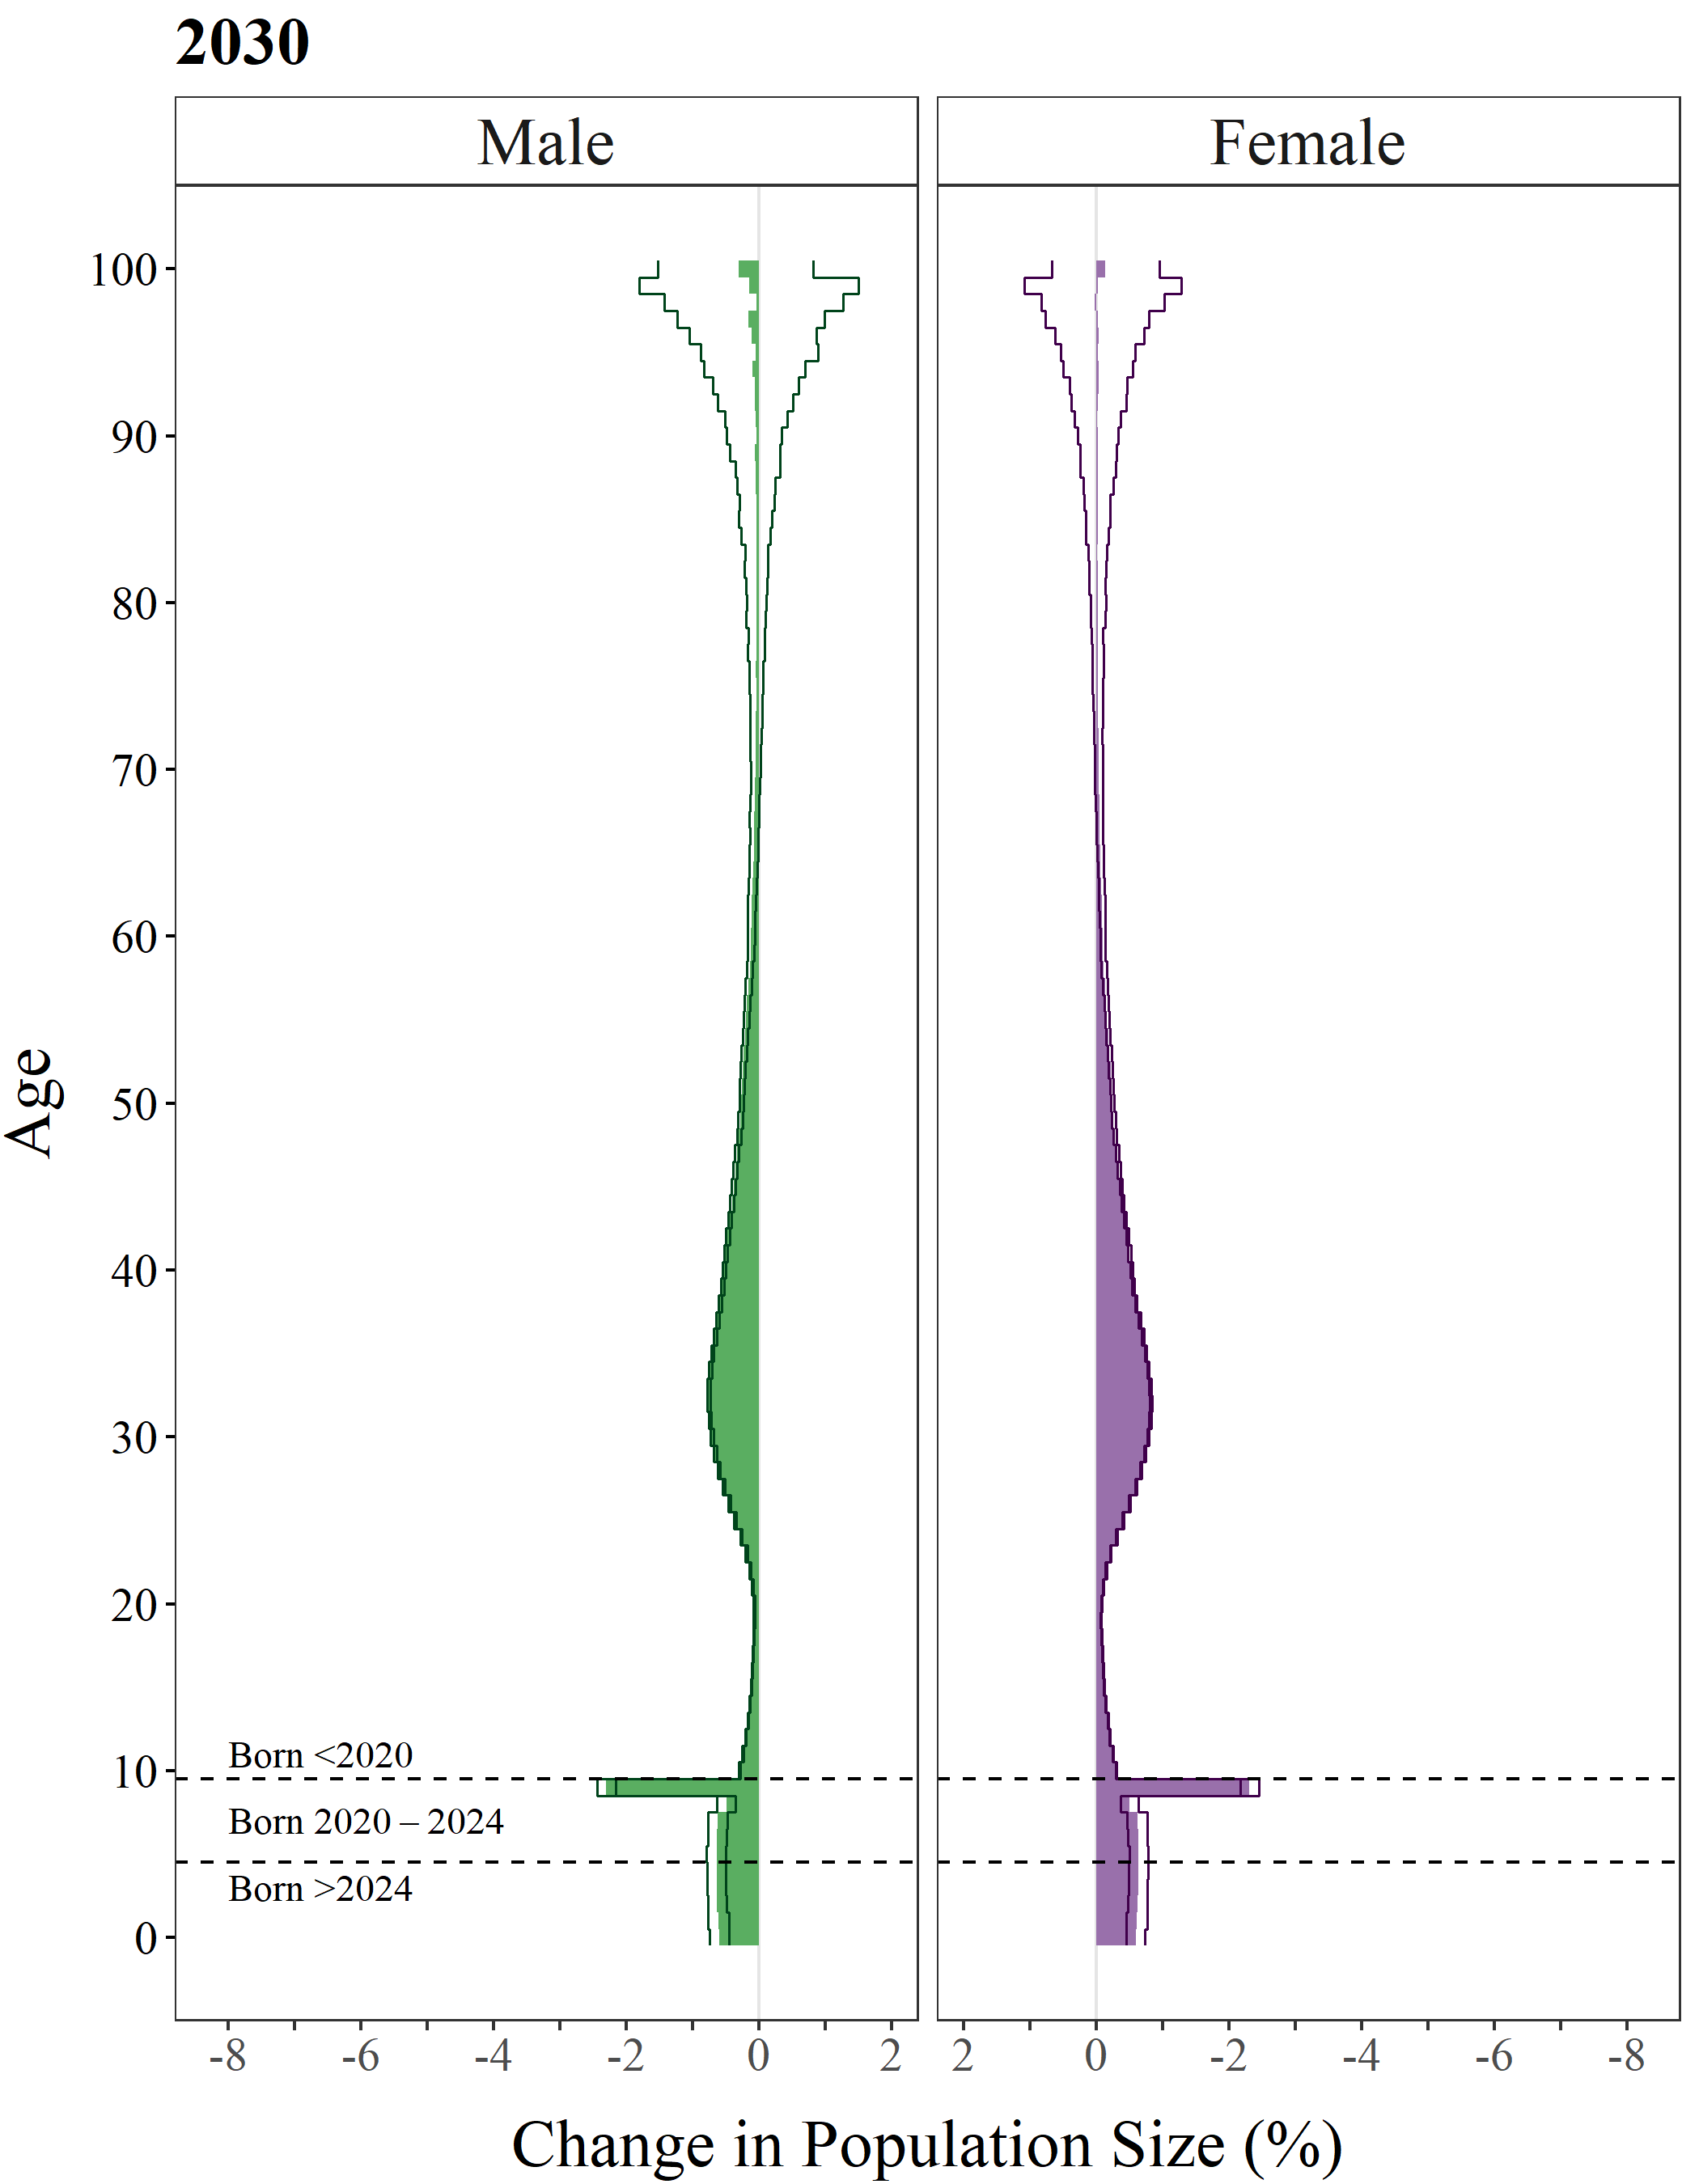 2030
Male
Female
100
90
80
70
60
50
40
30
20
10
0
Age
Born <2020
Born 2020 – 2024
Born >2024
-8 -6 -4 -2 0 2
2 0 -2 -4 -6 -8
Change in Population Size (%)